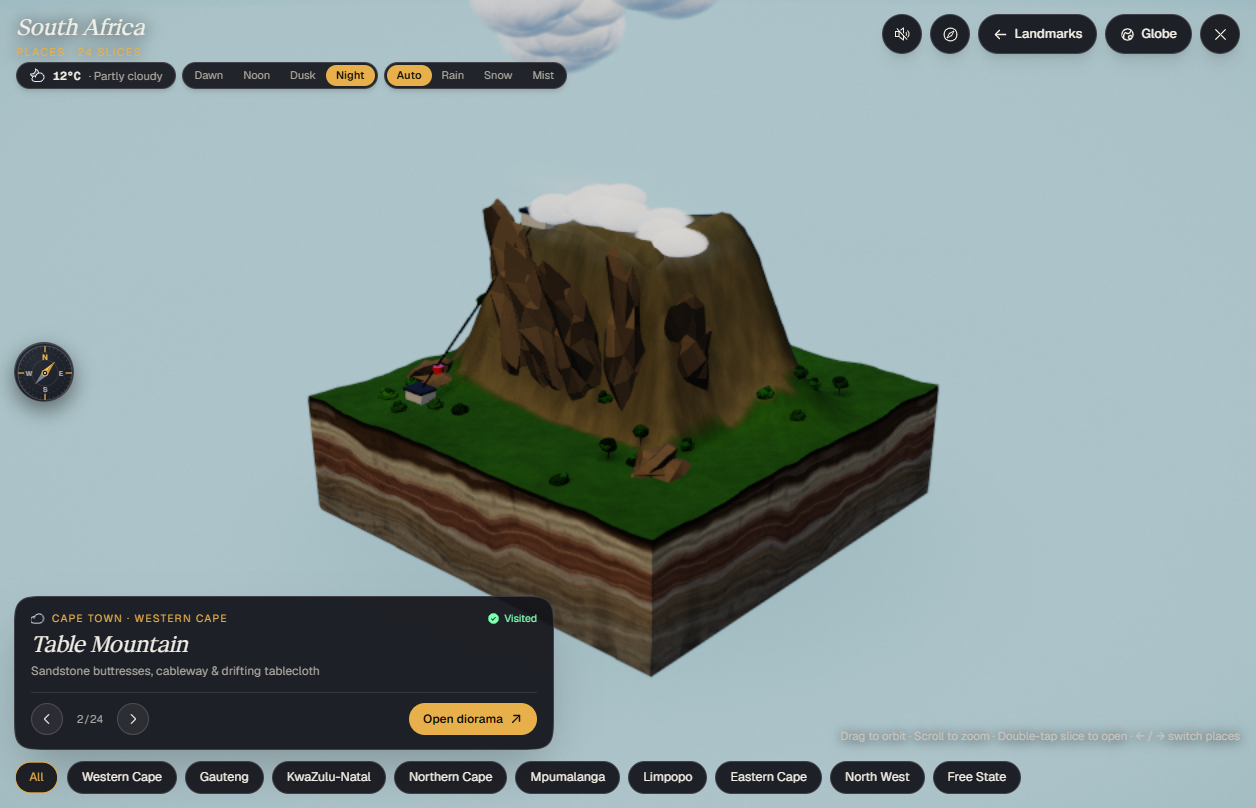 South Africa
PLACES · 24 SLICES
12°C · Partly cloudy
Dawn Noon Dusk Night
Auto Rain Snow Mist
← Landmarks
Globe
N
W E
S
CAPE TOWN · WESTERN CAPE
Visited
Table Mountain
Sandstone buttresses, cableway & drifting tablecloth
2/24
Open diorama
Drag to orbit · Scroll to zoom · Double-tap slice to open · ← / → switch places
All Western Cape Gauteng KwaZulu-Natal Northern Cape Mpumalanga Limpopo Eastern Cape North West Free State